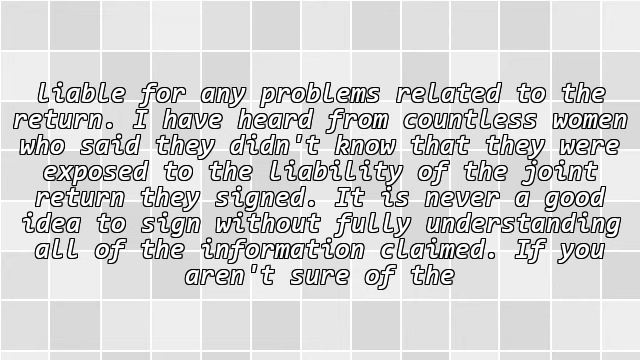 liable for any problems related to the
return. I have heard from countless women
who said they didn't know that they were
exposed to the liability of the joint
return they signed. It is never a good
idea to sign without fully understanding
all of the information claimed. If you
aren't sure of the